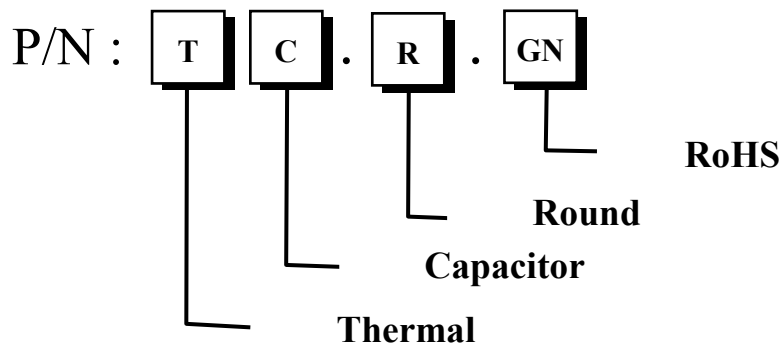 P/N : T C . R . GN
RoHS
Round
Capacitor
Thermal